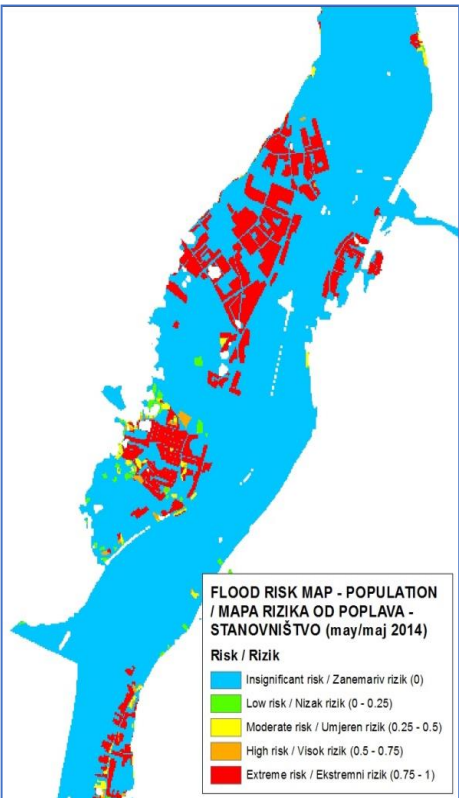 FLOOD RISK MAP - POPULATION
/ MAPA RIZIKA OD POPLAVA -
STANOVNIŠTVO (may/maj 2014)
Risk / Rizik
Insignificant risk / Zanemariv rizik (0)
Low risk / Nizak rizik (0 - 0.25)
Moderate risk / Umjeren rizik (0.25 - 0.5)
High risk / Visok rizik (0.5 - 0.75)
Extreme risk / Ekstremni rizik (0.75 - 1)